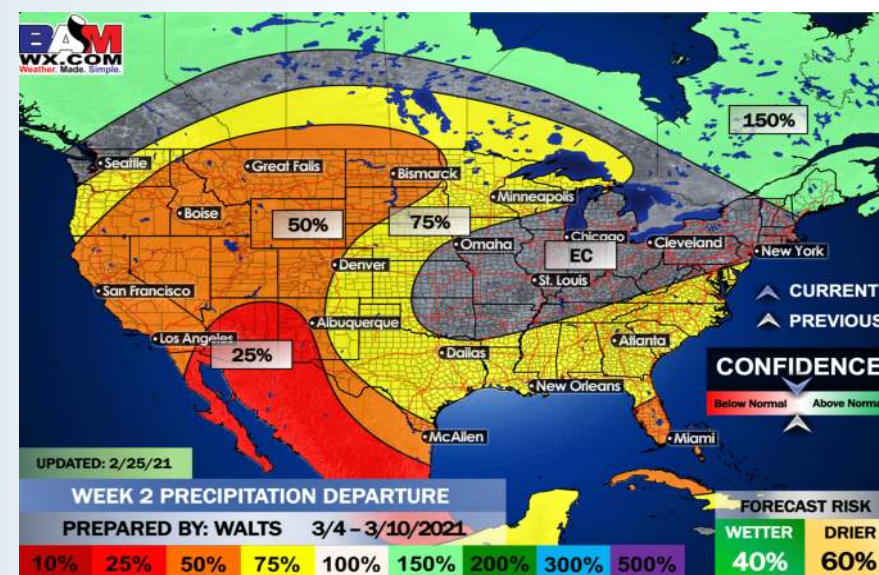 BAM
WX.COM
Weather. Made. Simple.
150%
Seattle
Great Falls
Bismarck
Minneapolis
Boise
50%
75%
Omaha
Chicago
Cleveland
New York
EC
Denver
St. Louis
San Francisco
CURRENT
PREVIOUS
Los Angeles
Albuquerque
Atlanta
25%
Dallas
CONFIDENCE
New Orleans
Below Normal
Above Norma
McAllen
Miami
UPDATED: 2/25/21
WEEK 2 PRECIPITATION DEPARTURE
PREPARED BY: WALTS 3/4 – 3/10/2021
FORECAST RISK
WETTER DRIER
40% 60%
10% 25% 50% 75% 100% 150% 200% 300% 500%